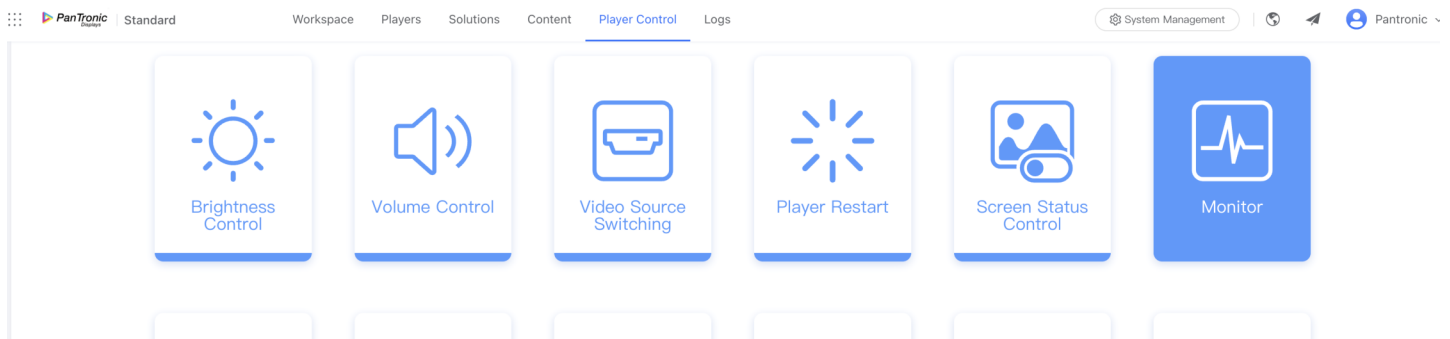 PanTronic
Displays
Standard
Workspace
Players
Solutions
Content
Player Control
Logs
System Management
Pantronic
Brightness
Control
Volume Control
Video Source
Switching
Player Restart
Screen Status
Control
Monitor